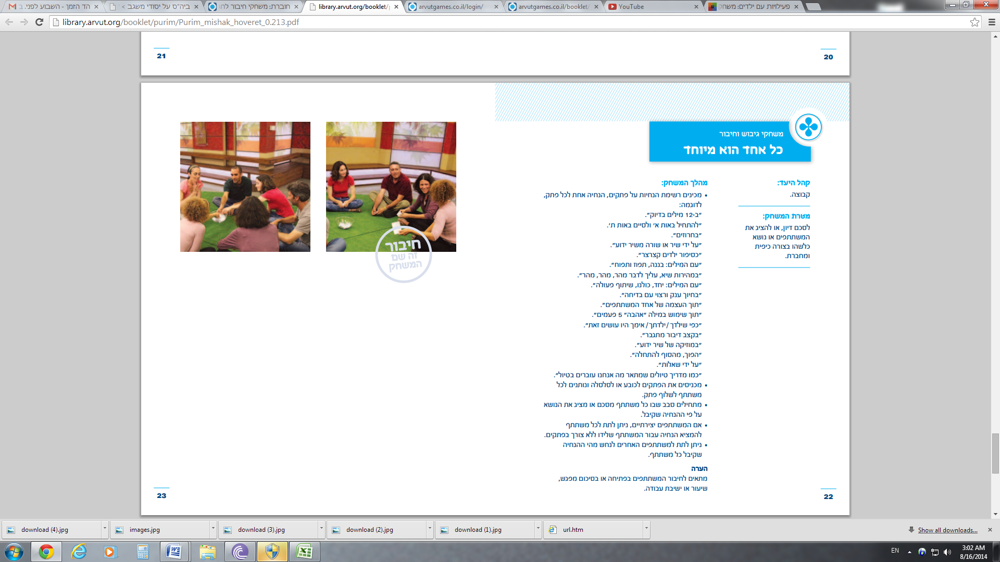 הד הזמן - השבוע לפני. ב
ביה"ס על יסודי משגב >
חוברת: משחקי חיבור לחג
library.arvut.org/booklet/
arvutgames.co.il/login/
arvutgames.co.il/booklet/
YouTube
פעילויות עם ילדים: משחק
library.arvut.org/booklet/purim/Purim_mishak_hoveret_0.213.pdf
20
21
משחקי גיבוש וחיבור
כל אחד הוא מיוחד
קהל היעד:
קבוצה.
מטרת המשחק:
לסכם דיון, או להציג את
המשתתפים או נושא
כלשהו בצורה כיפית
ומחברת.
מהלך המשחק:
• מכינים רשימת הנחיות על פתקים, הנחיה אחת לכל פתק,
לדוגמה:
"ב-12 מילים בדיוק".
"להתחיל באות א' ולסיים באות ת'.
"בחרוזים".
"על ידי שיר או שורה משיר ידוע".
"כסיפור ילדים קצרצר".
"עם המילים: בננה, תפוז ותפוח".
"במהירות שיא, עליך לדבר מהר, מהר, מהר".
"עם המילים: יחד, כולנו, שיתוף פעולה".
"בחיוך ענק ורצוי עם בדיחה".
"תוך העצמה של אחד המשתתפים".
"תוך שימוש במילה "אהבה" 5 פעמים".
"כפי שילדך/ילדתך/אימך היו עושים זאת".
"בקצב דיבור מתגבר".
"במוזיקה של שיר ידוע".
"הפוך, מהסוף להתחלה".
"על ידי שאלות".
"כמו מדריך טיולים שמתאר מה אנחנו עוברים בטיול".
• מכניסים את הפתקים לכובע או לסלסלה ונותנים לכל
משתתף לשלוף פתק.
• מתחילים סבב שבו כל משתתף מסכם או מציג את הנושא
על פי ההנחיה שקיבל.
• אם המשתתפים יצירתיים, ניתן לתת לכל משתתף
להמציא הנחיה עבור המשתתף שלידו ללא צורך בפתקים.
• ניתן לתת למשתתפים האחרים לנחש מהי ההנחיה
שקיבל כל משתתף.
הערה
מתאים לחיבור המשתתפים בפתיחה או בסיכום מפגש,
שיעור או ישיבת עבודה.
חיבור
זה שם
המשחק
22
23
download (4).jpg
images.jpg
download (3).jpg
download (2).jpg
download (1).jpg
url.htm
Show all downloads...
EN
3:02 AM
8/16/2014